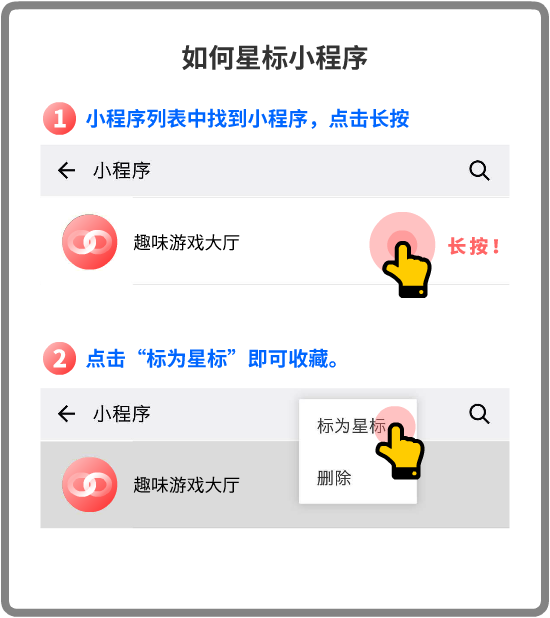 如何星标小程序
1 小程序列表中找到小程序，点击长按
小程序
趣味游戏大厅
长按！
2 点击“标为星标”即可收藏。
小程序
标为星标
趣味游戏大厅
删除